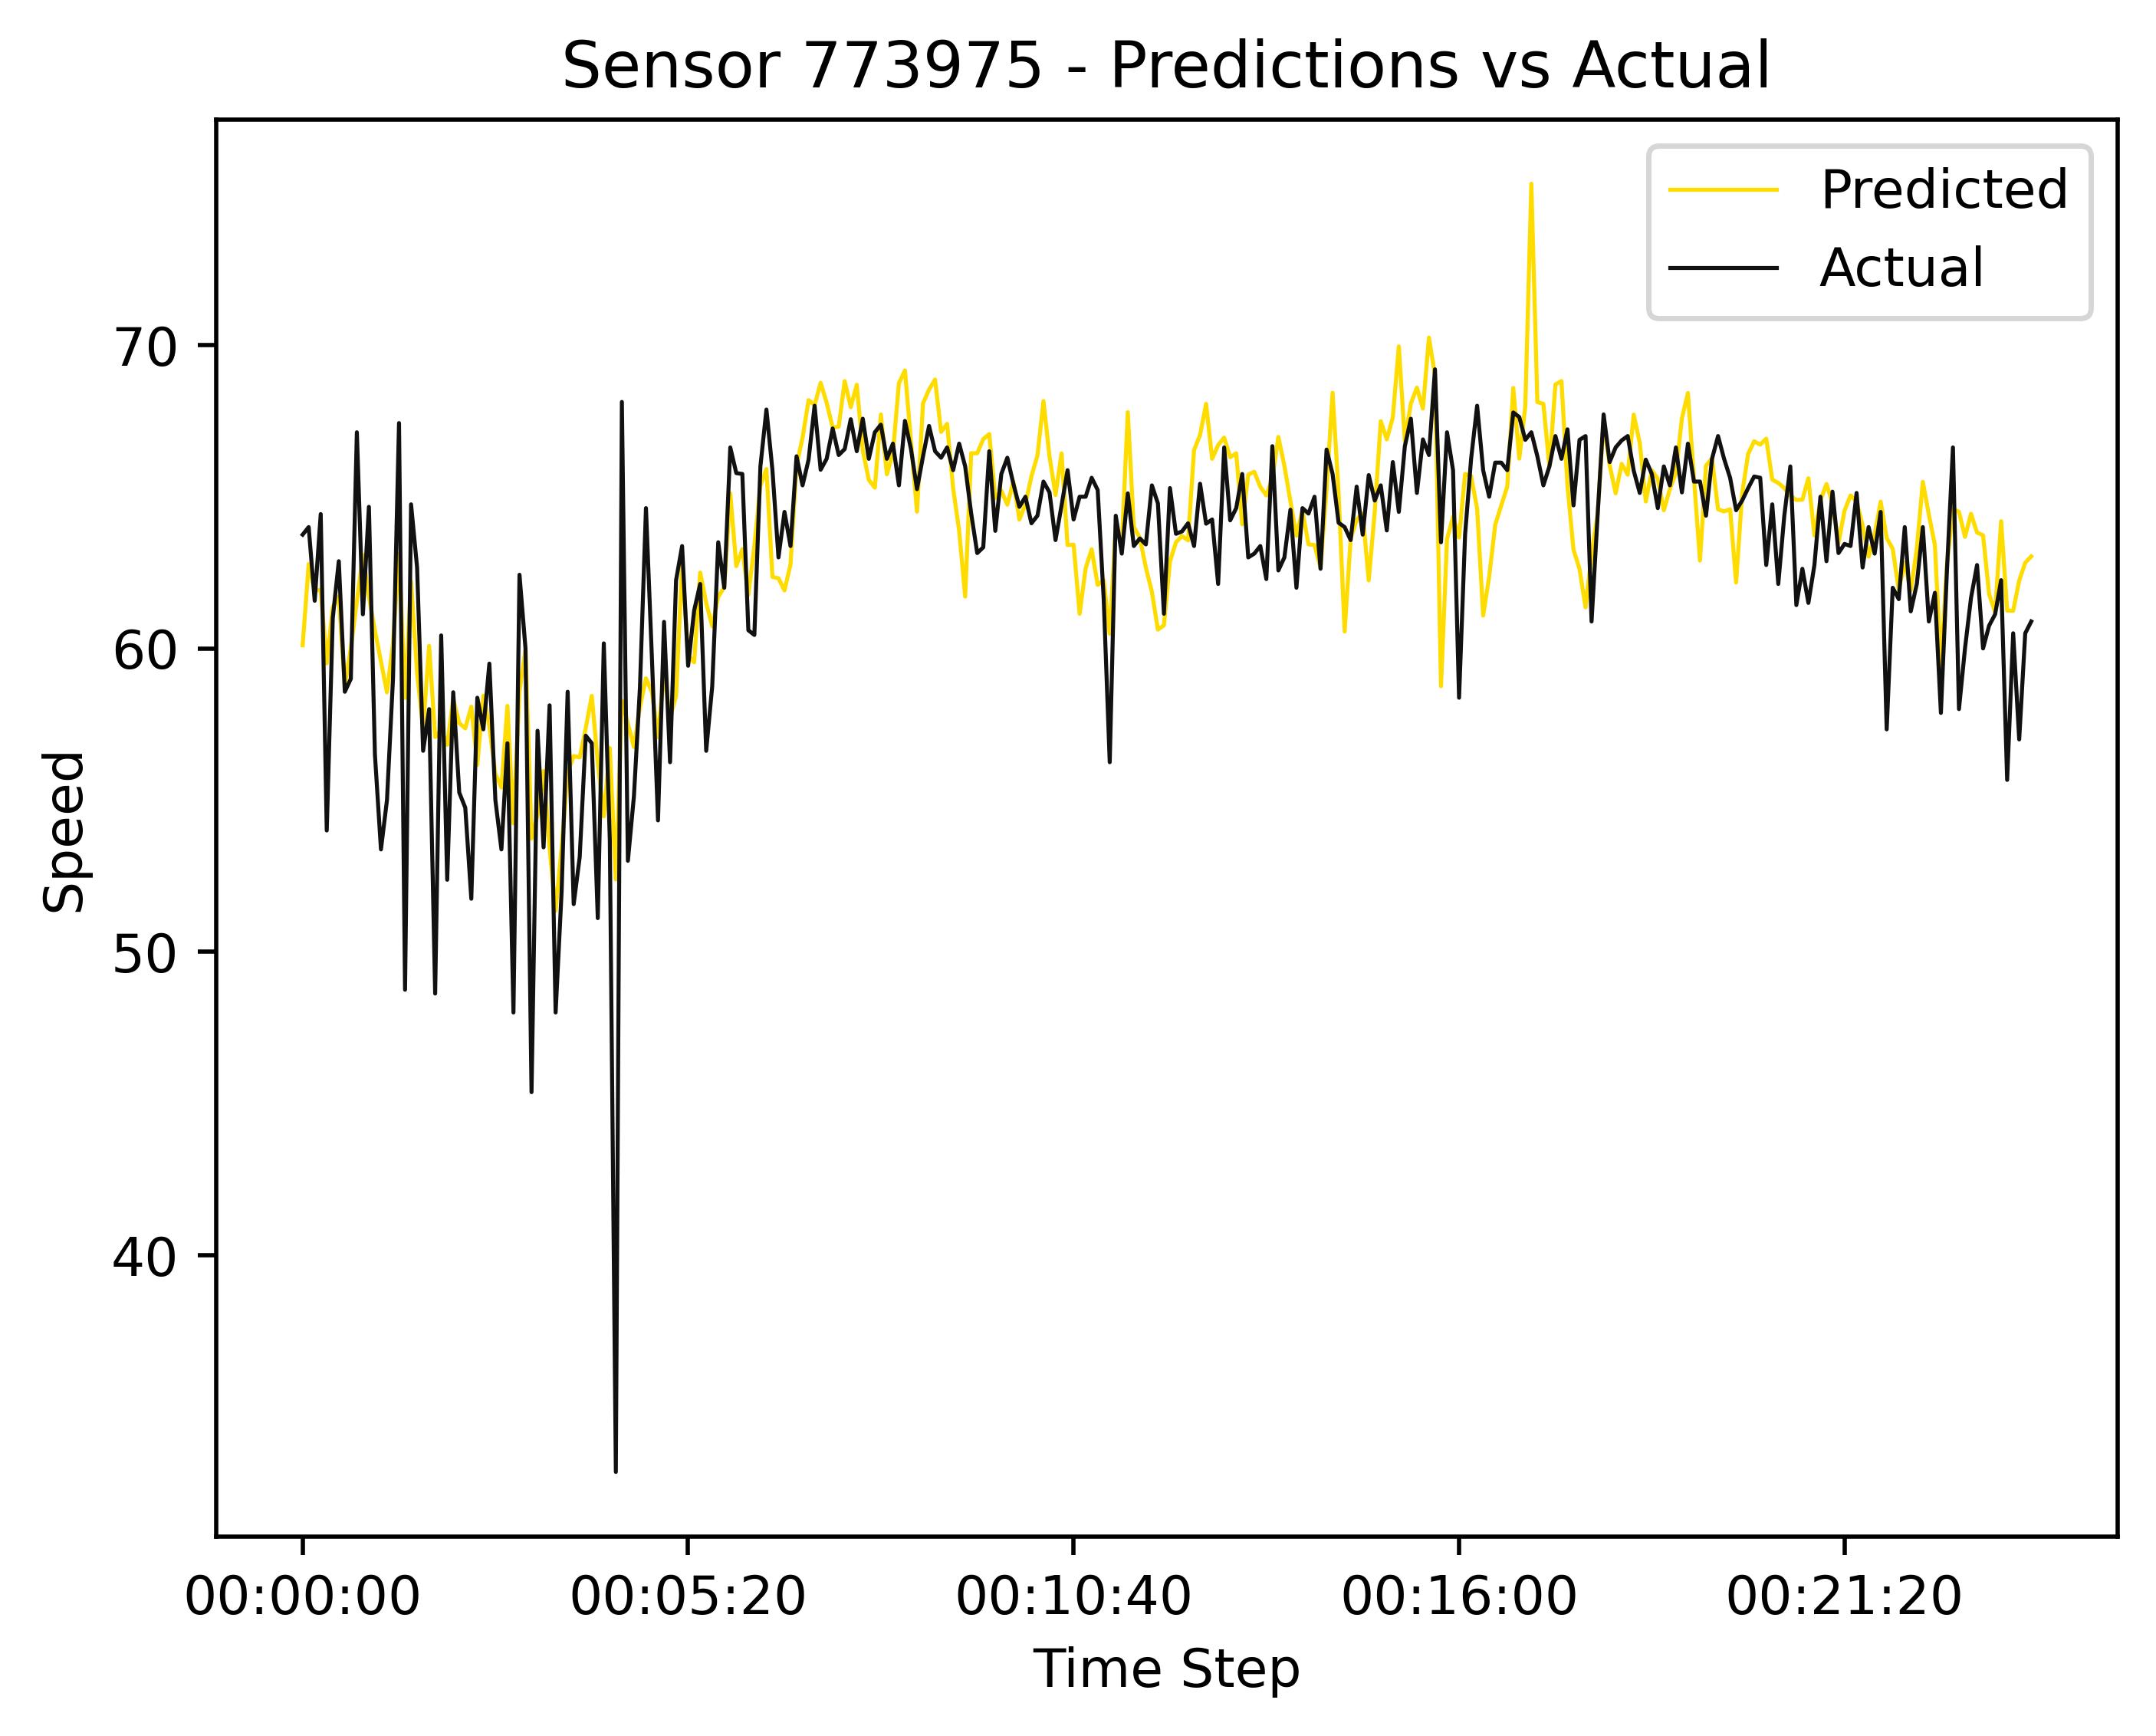 Sensor 773975 - Predictions vs Actual
Predicted
Actual
70
60
50
40
Speed
00:00:00
00:05:20
00:10:40
00:16:00
00:21:20
Time Step